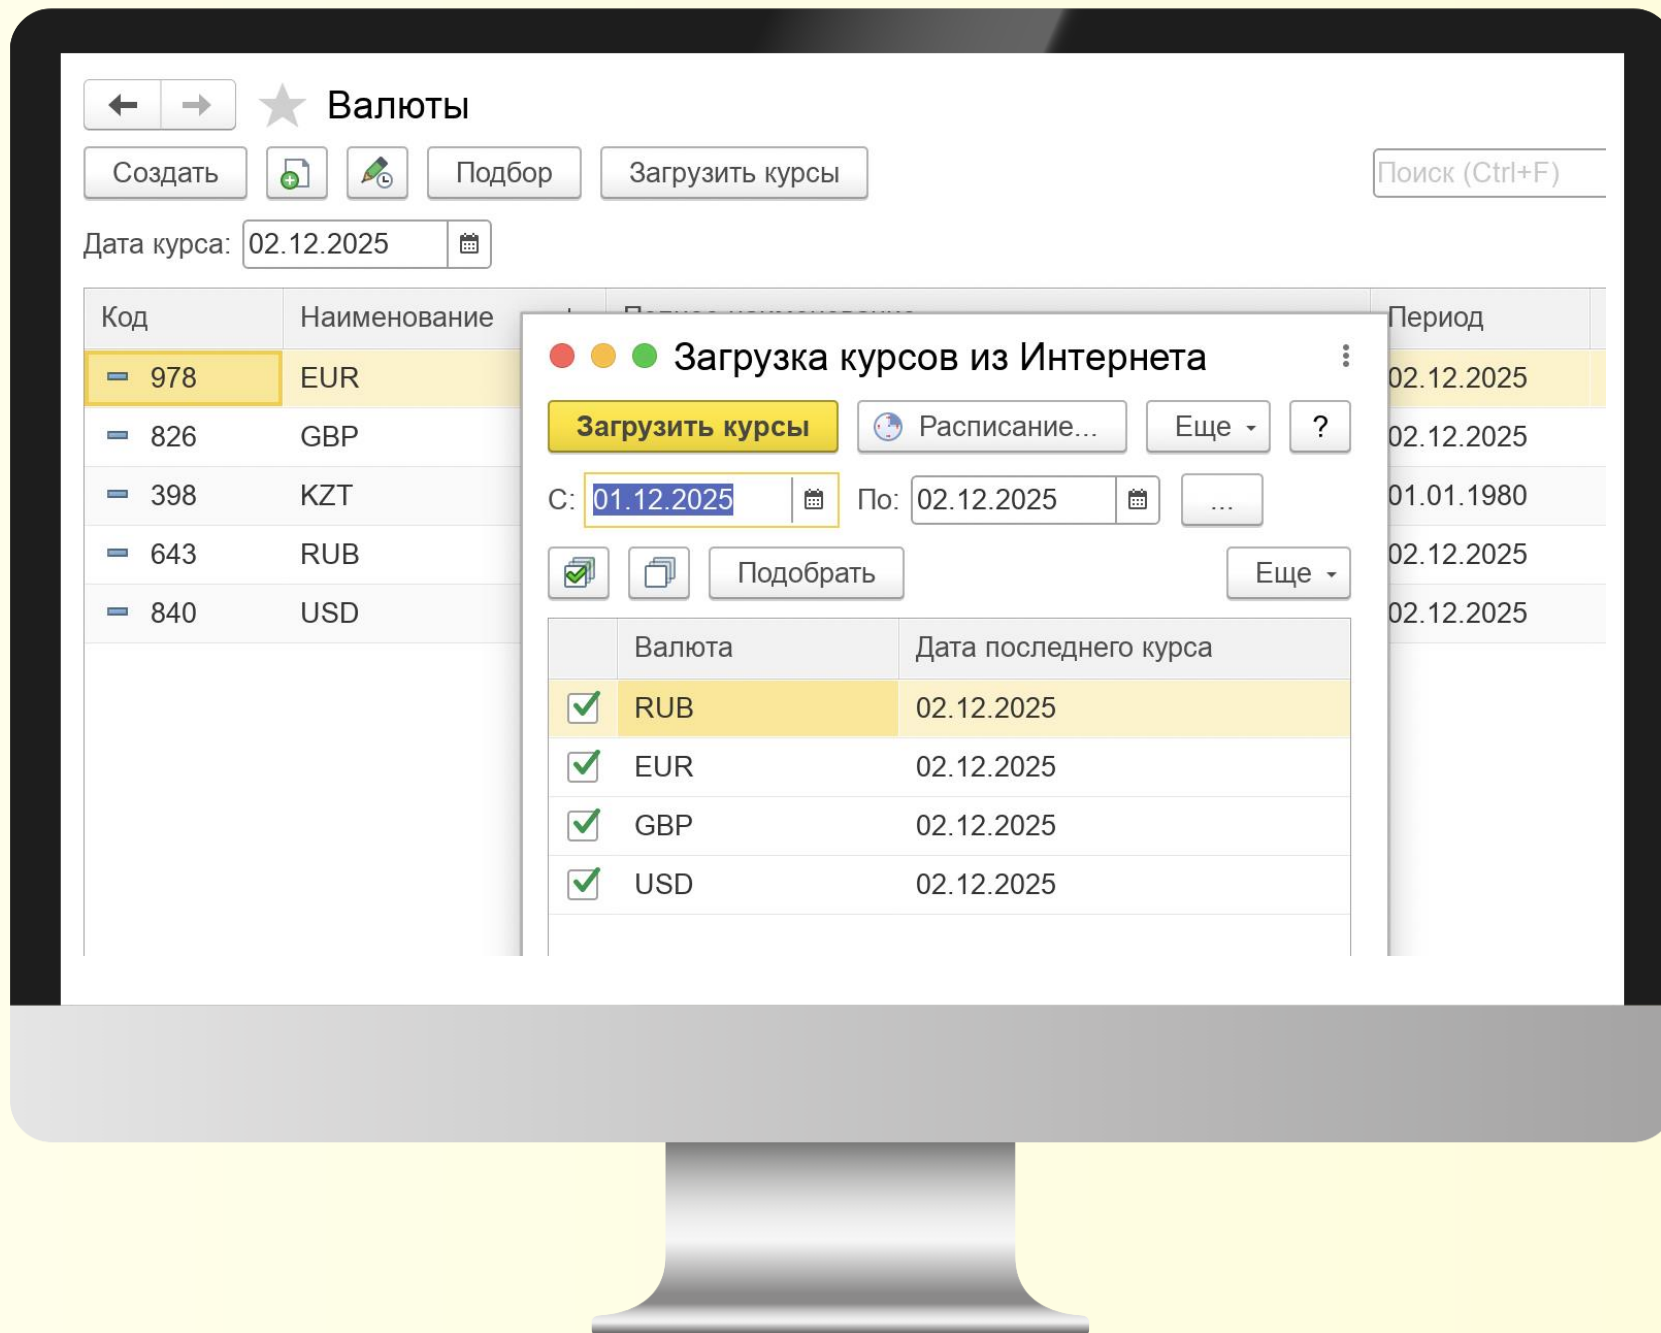 Валюты
Создать Подбор Загрузить курсы Поиск (Ctrl+F)
Дата курса: 02.12.2025
Код Наименование Период
978 EUR 02.12.2025
826 GBP 02.12.2025
398 KZT 01.01.1980
643 RUB 02.12.2025
840 USD 02.12.2025
Загрузка курсов из Интернета
Загрузить курсы Расписание... Еще ?
С: 01.12.2025 По: 02.12.2025 ...
Подобрать Еще
Валюта Дата последнего курса
RUB 02.12.2025
EUR 02.12.2025
GBP 02.12.2025
USD 02.12.2025